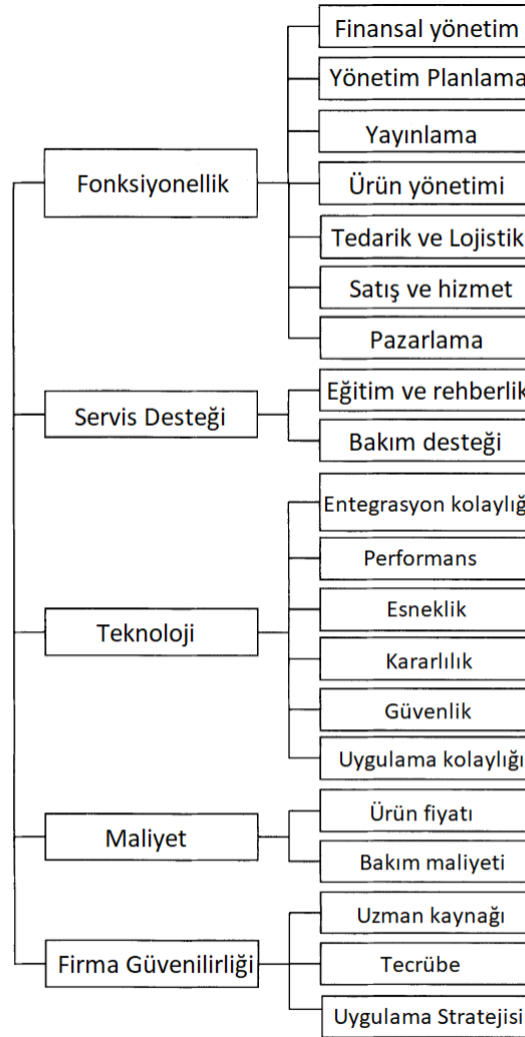 Fonksiyonellik
Finansal yönetim
Yönetim Planlama
Yayınlama
Ürün yönetimi
Tedarik ve Lojistik
Satış ve hizmet
Pazarlama
Servis Desteği
Eğitim ve rehberlik
Bakım desteği
Teknoloji
Entegrasyon kolaylığ
Performans
Esneklik
Kararlılık
Güvenlik
Uygulama kolaylığı
Maliyet
Ürün fiyatı
Bakım maliyeti
Firma Güvenilirliği
Uzman kaynağı
Tecrübe
Uygulama Stratejisi